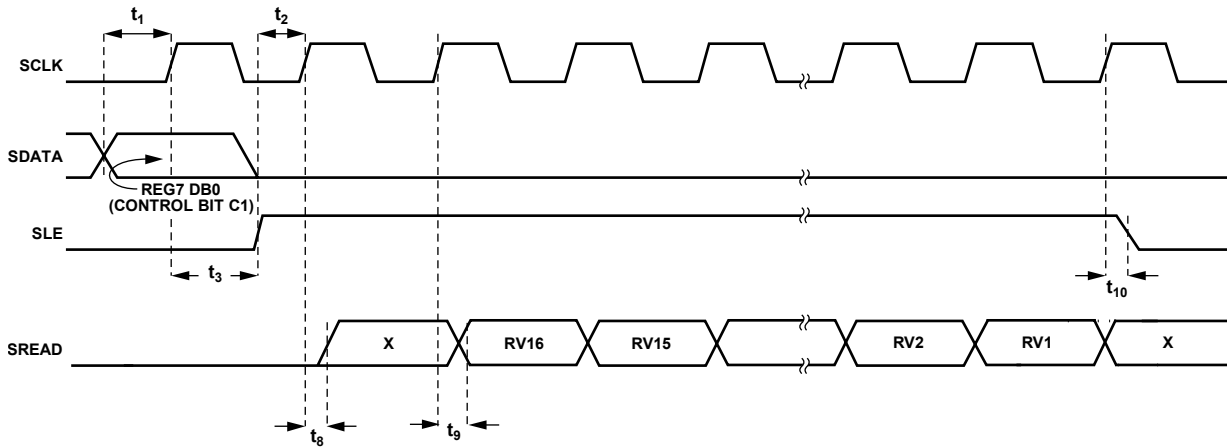 t1
t2
SCLK
SDATA
REG7 DB0
(CONTROL BIT C1)
SLE
t3
t10
SREAD
X
RV16
RV15
RV2
RV1
X
t8
t9